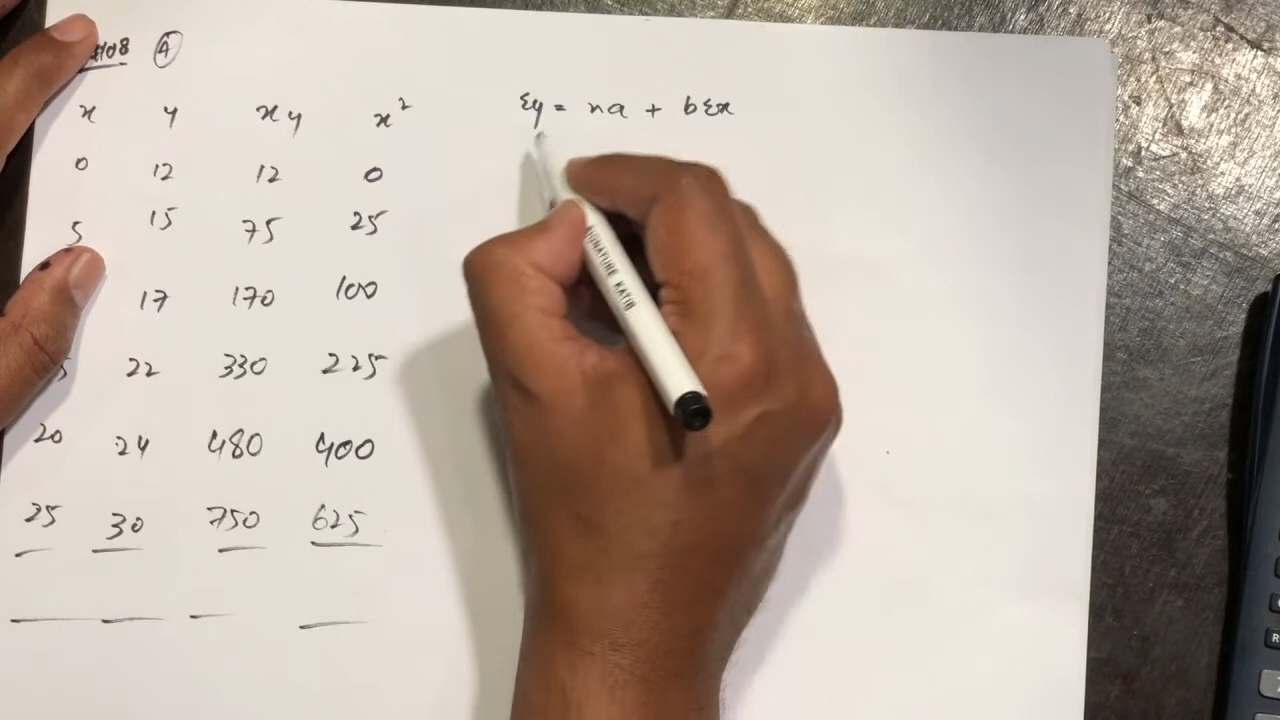 108 4
x y xy x²
0 12 12 0
5 15 75 25
17 170 100
22 330 225
20 24 480 400
25 30 750 625
Σy = na + bΣx